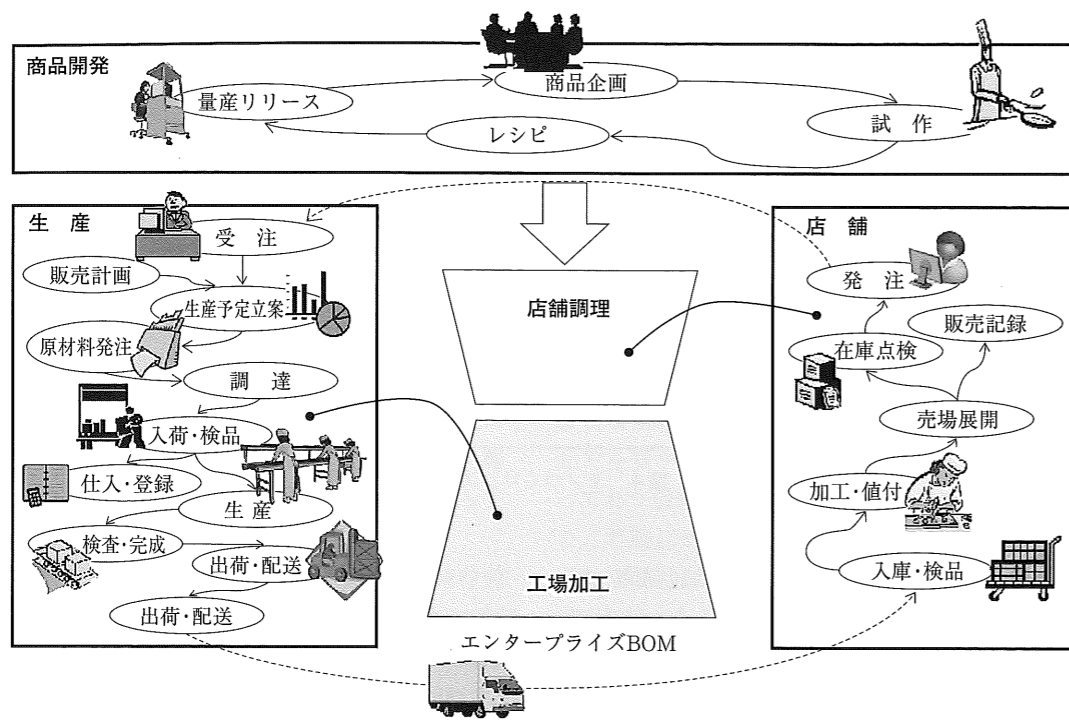 商品開発
商品企画
量産リリース
レシピ
試 作
生 産
受 注
販売計画
生産予定立案
原材料発注
調 達
入荷・検品
仕入・登録
生 産
検査・完成
出荷・配送
出荷・配送
店舗調理
工場加工
エンタープライズBOM
店 舗
発 注
販売記録
在庫点検
売場展開
加工・値付
入庫・検品